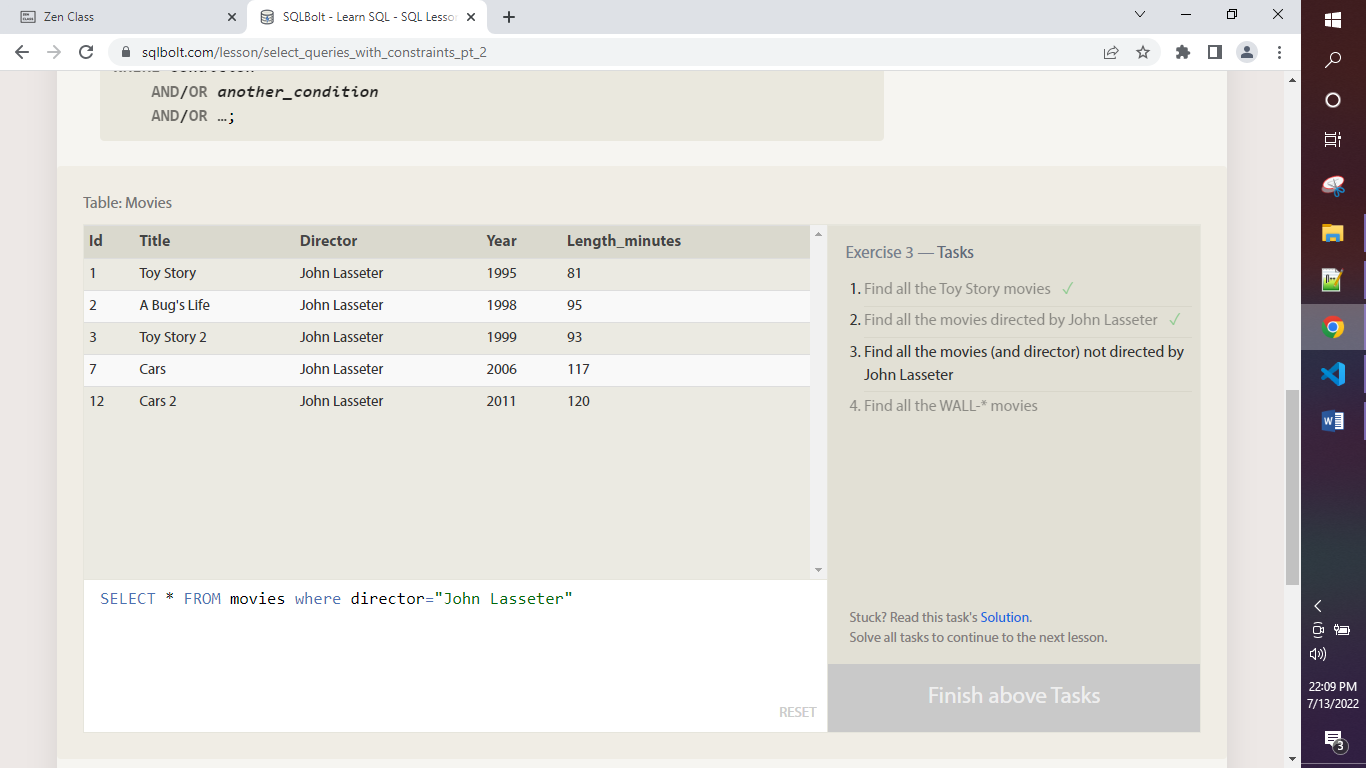 Zen Class
SQLBolt - Learn SQL - SQL Lesson
sqlbolt.com/lesson/select_queries_with_constraints_pt_2
AND/OR another_condition
AND/OR …;
Table: Movies
Id Title Director Year Length_minutes
1 Toy Story John Lasseter 1995 81
2 A Bug's Life John Lasseter 1998 95
3 Toy Story 2 John Lasseter 1999 93
7 Cars John Lasseter 2006 117
12 Cars 2 John Lasseter 2011 120
SELECT * FROM movies where director="John Lasseter"
RESET
Exercise 3 — Tasks
1. Find all the Toy Story movies ✓
2. Find all the movies directed by John Lasseter ✓
3. Find all the movies (and director) not directed by
John Lasseter
4. Find all the WALL-* movies
Stuck? Read this task's Solution.
Solve all tasks to continue to the next lesson.
Finish above Tasks
22:09 PM
7/13/2022
3